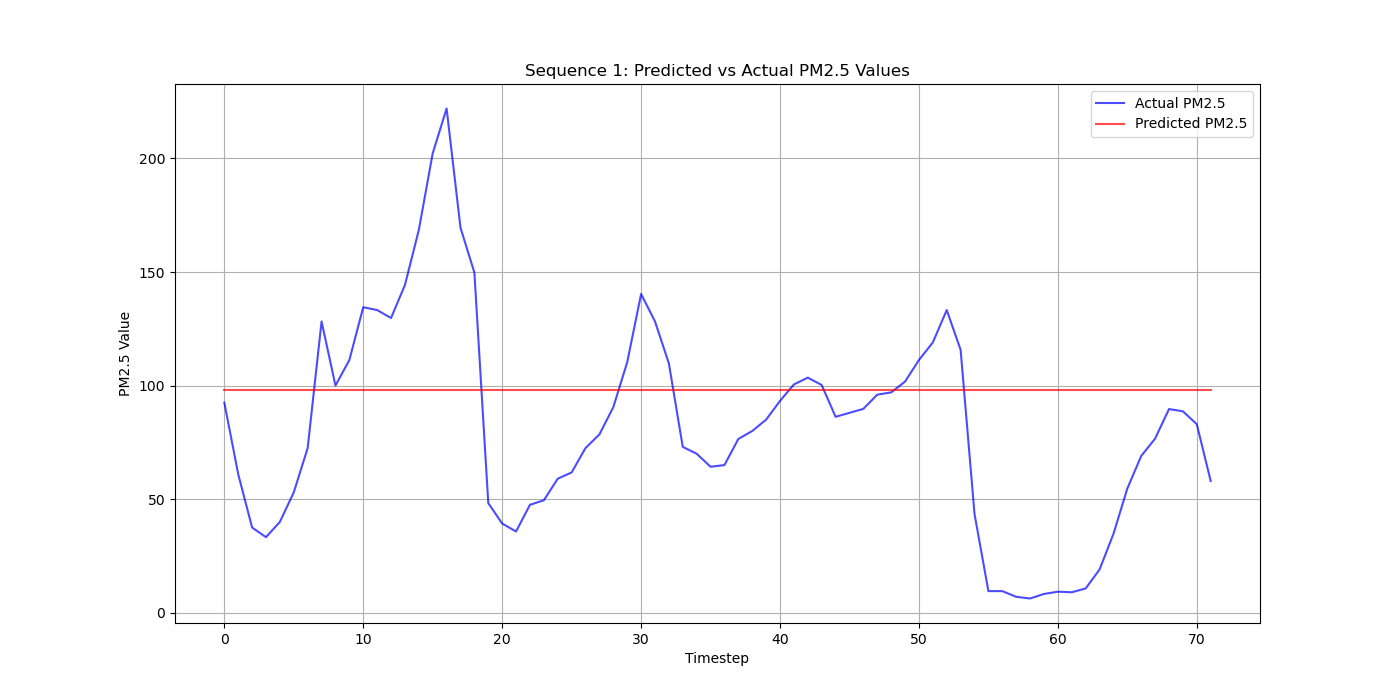 Sequence 1: Predicted vs Actual PM2.5 Values
Actual PM2.5
Predicted PM2.5
PM2.5 Value
200
150
100
50
0
0 10 20 30 40 50 60 70
Timestep